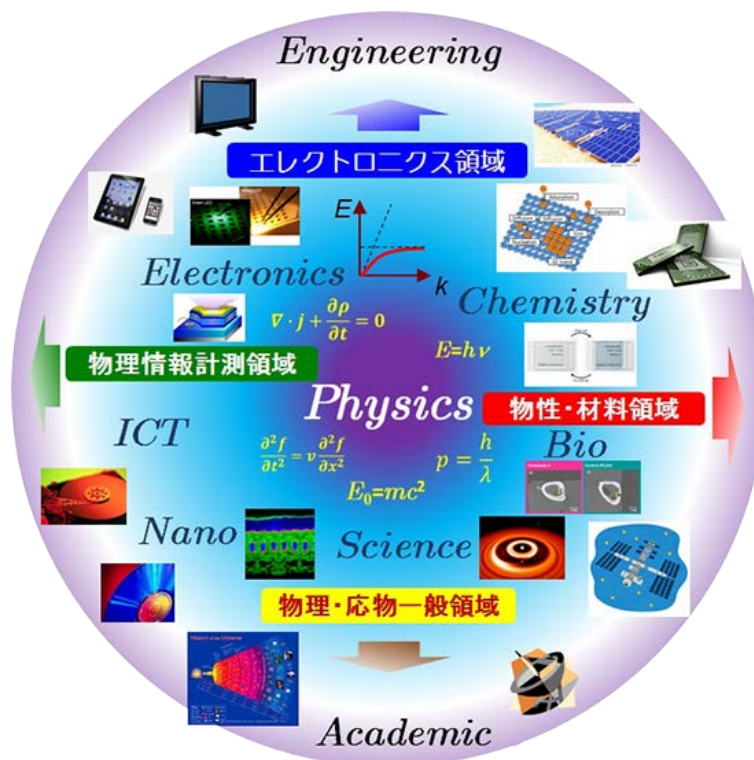 Engineering
エレクトロニクス領域
E
k
Electronics
Chemistry
∇ · j + ∂ρ/∂t = 0
E=hν
物理情報計測領域
Physics
物性・材料領域
ICT
Bio
∂²f/∂t² = v ∂²f/∂x²
p = h/λ
E₀=mc²
Nano
Science
物理・応物一般領域
Academic